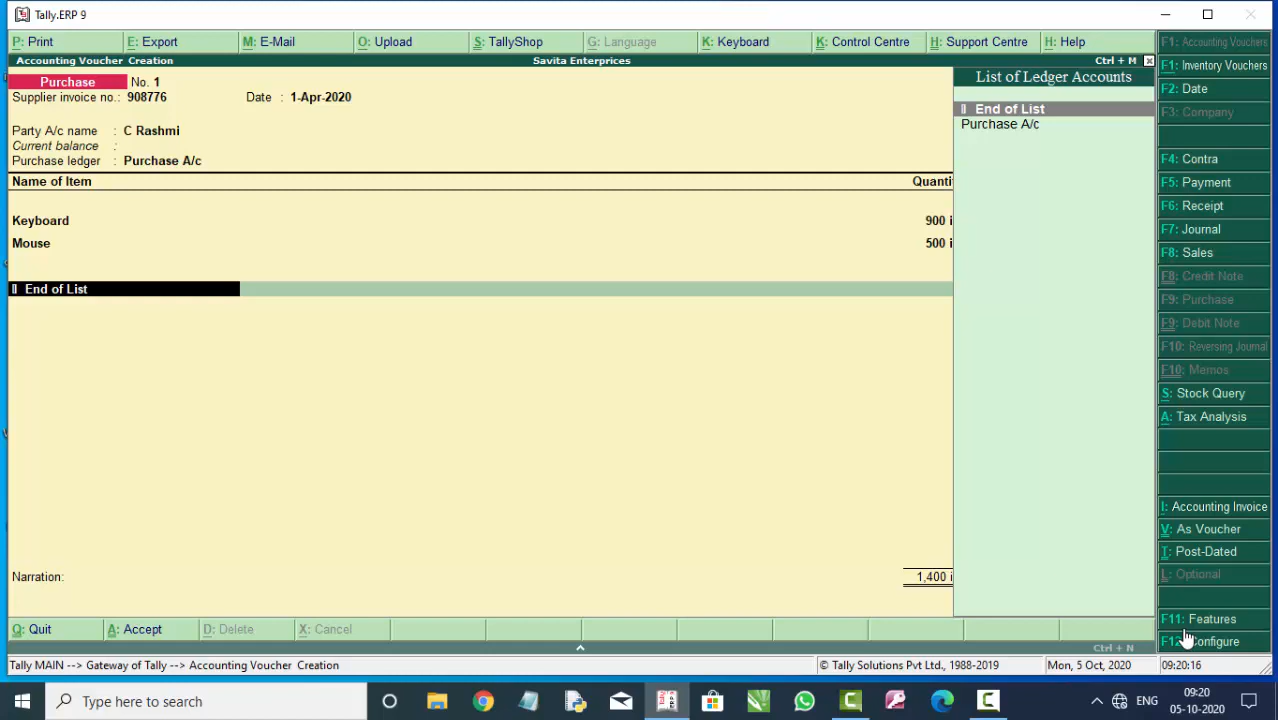 Tally.ERP 9
P: Print E: Export M: E-Mail O: Upload S: TallyShop G: Language K: Keyboard K: Control Centre H: Support Centre H: Help
Accounting Voucher Creation Savita Enterprises Ctrl + M
Purchase No. 1
Supplier invoice no.: 908776 Date : 1-Apr-2020
Party A/c name : C Rashmi
Current balance :
Purchase ledger : Purchase A/c
Name of Item Quanti
Keyboard 900 i
Mouse 500 i
End of List
Narration: 1,400 i
List of Ledger Accounts
End of List
Purchase A/c
F1: Accounting Vouchers
F1: Inventory Vouchers
F2: Date
F3: Company
F4: Contra
F5: Payment
F6: Receipt
F7: Journal
F8: Sales
F8: Credit Note
F9: Purchase
F9: Debit Note
F10: Reversing Journal
F10: Memos
S: Stock Query
A: Tax Analysis
I: Accounting Invoice
V: As Voucher
T: Post-Dated
L: Optional
F11: Features
F12: Configure
Q: Quit A: Accept D: Delete X: Cancel
Ctrl + N
Tally MAIN --> Gateway of Tally --> Accounting Voucher Creation © Tally Solutions Pvt Ltd., 1988-2019 Mon, 5 Oct, 2020 09:20:16
Type here to search ENG 09:20
05-10-2020